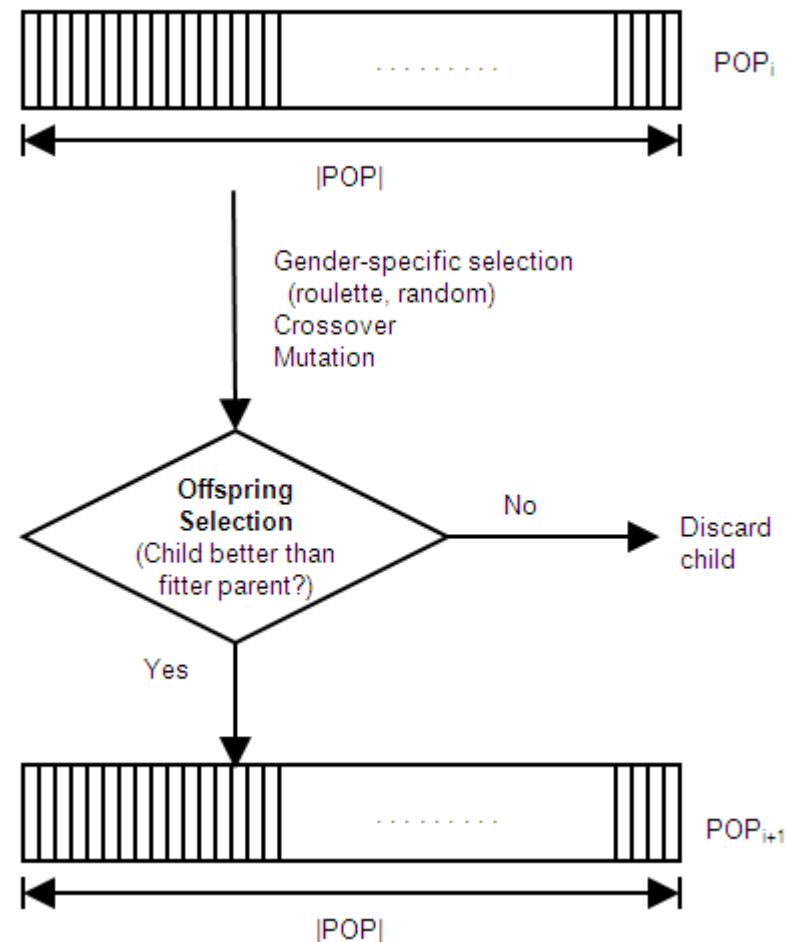 . . . . . . . . .
POPi
|POP|
Gender-specific selection
(roulette, random)
Crossover
Mutation
Offspring
Selection
(Child better than
fitter parent?)
No
Discard
child
Yes
. . . . . . . . .
POPi+1
|POP|